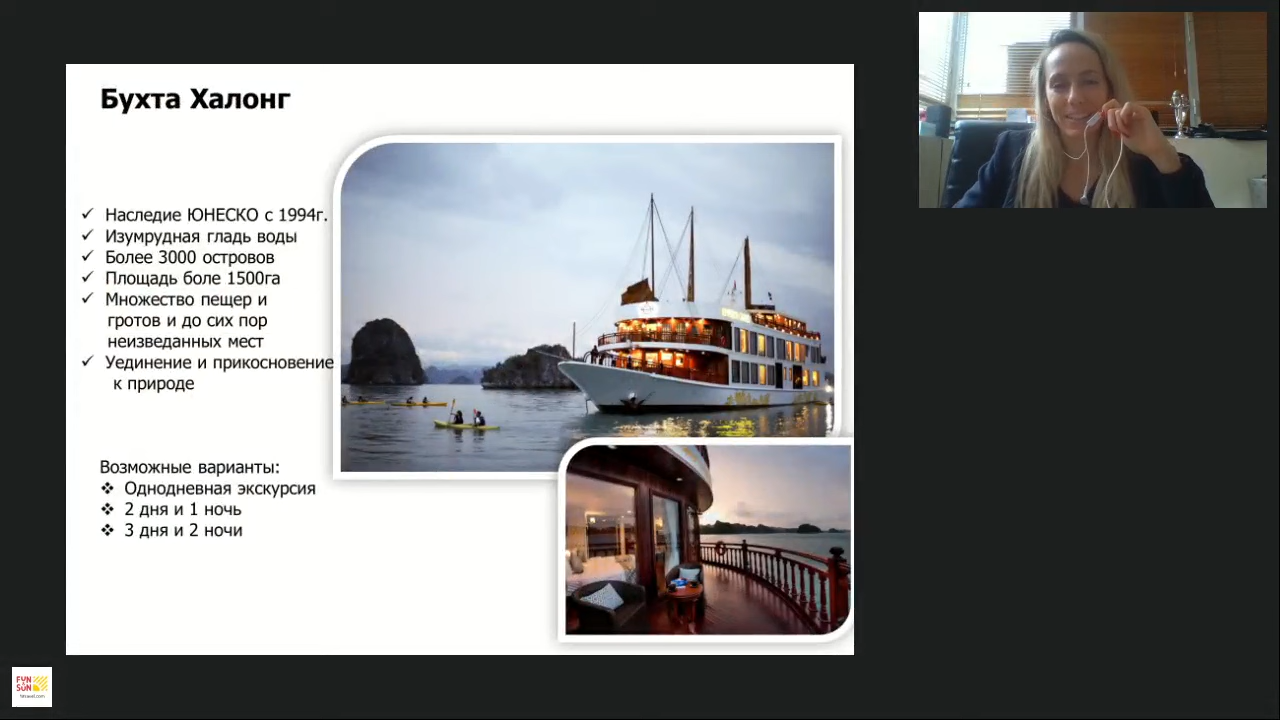 Бухта Халонг
✓ Наследие ЮНЕСКО с 1994г.
✓ Изумрудная гладь воды
✓ Более 3000 островов
✓ Площадь боле 1500га
✓ Множество пещер и
гротов и до сих пор
неизведанных мест
✓ Уединение и прикосновение
к природе
Возможные варианты:
❖ Однодневная экскурсия
❖ 2 дня и 1 ночь
❖ 3 дня и 2 ночи
FUN
&SUN
fstravel.com